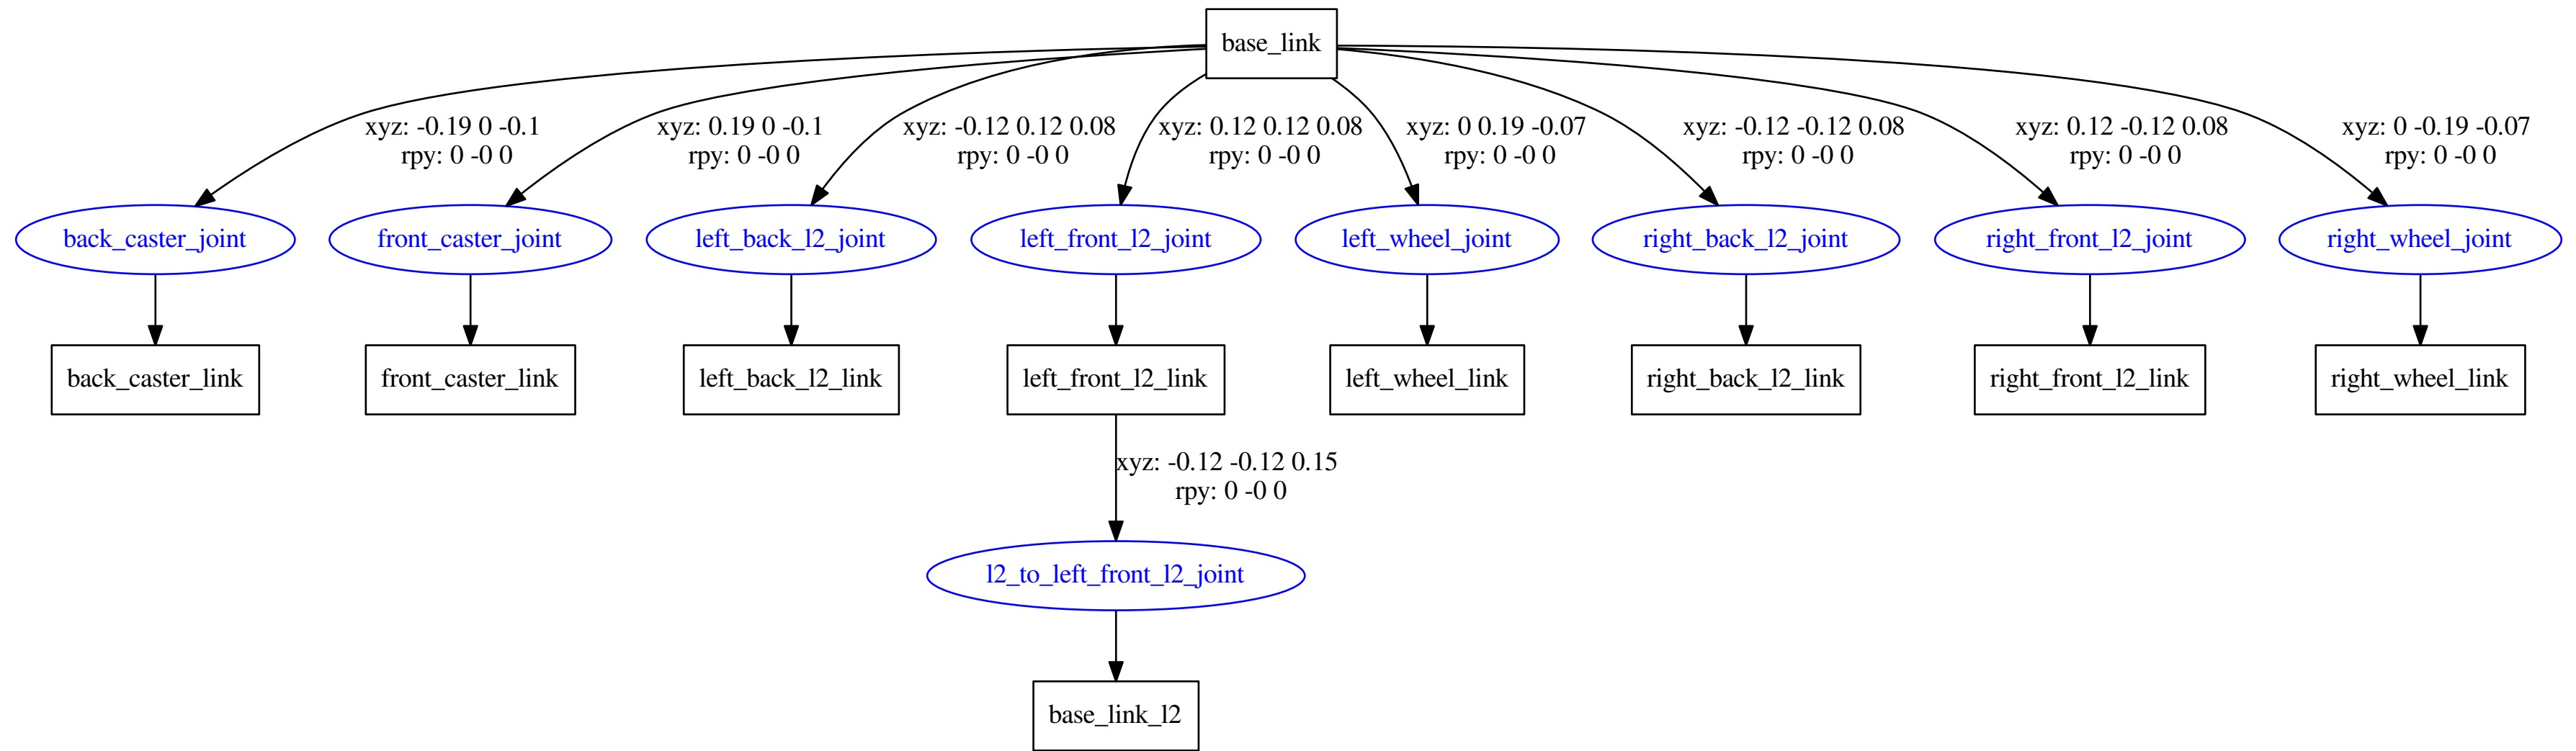 base_link
xyz: -0.19 0 -0.1
rpy: 0 -0 0
xyz: 0.19 0 -0.1
rpy: 0 -0 0
xyz: -0.12 0.12 0.08
rpy: 0 -0 0
xyz: 0.12 0.12 0.08
rpy: 0 -0 0
xyz: 0 0.19 -0.07
rpy: 0 -0 0
xyz: -0.12 -0.12 0.08
rpy: 0 -0 0
xyz: 0.12 -0.12 0.08
rpy: 0 -0 0
xyz: 0 -0.19 -0.07
rpy: 0 -0 0
back_caster_joint
front_caster_joint
left_back_l2_joint
left_front_l2_joint
left_wheel_joint
right_back_l2_joint
right_front_l2_joint
right_wheel_joint
back_caster_link
front_caster_link
left_back_l2_link
left_front_l2_link
left_wheel_link
right_back_l2_link
right_front_l2_link
right_wheel_link
xyz: -0.12 -0.12 0.15
rpy: 0 -0 0
l2_to_left_front_l2_joint
base_link_l2